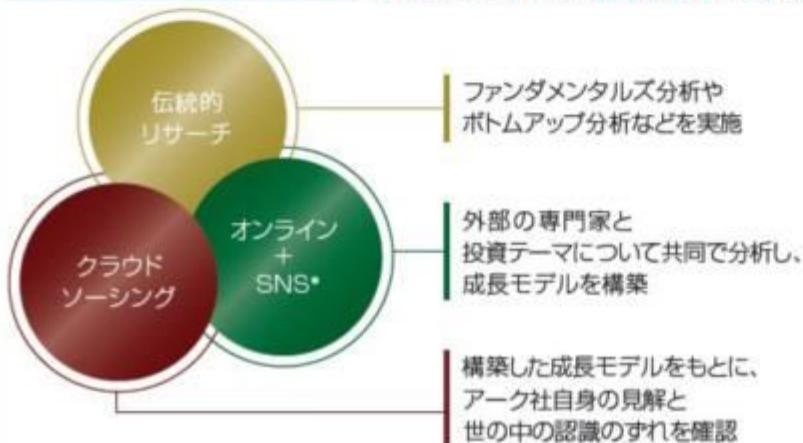 伝統的
リサーチ
ファンダメンタルズ分析や
ボトムアップ分析などを実施
オンライン
+
SNS*
外部の専門家と
投資テーマについて共同で分析し、
成長モデルを構築
クラウド
ソーシング
構築した成長モデルをもとに、
アーク社自身の見解と
世の中の認識のずれを確認